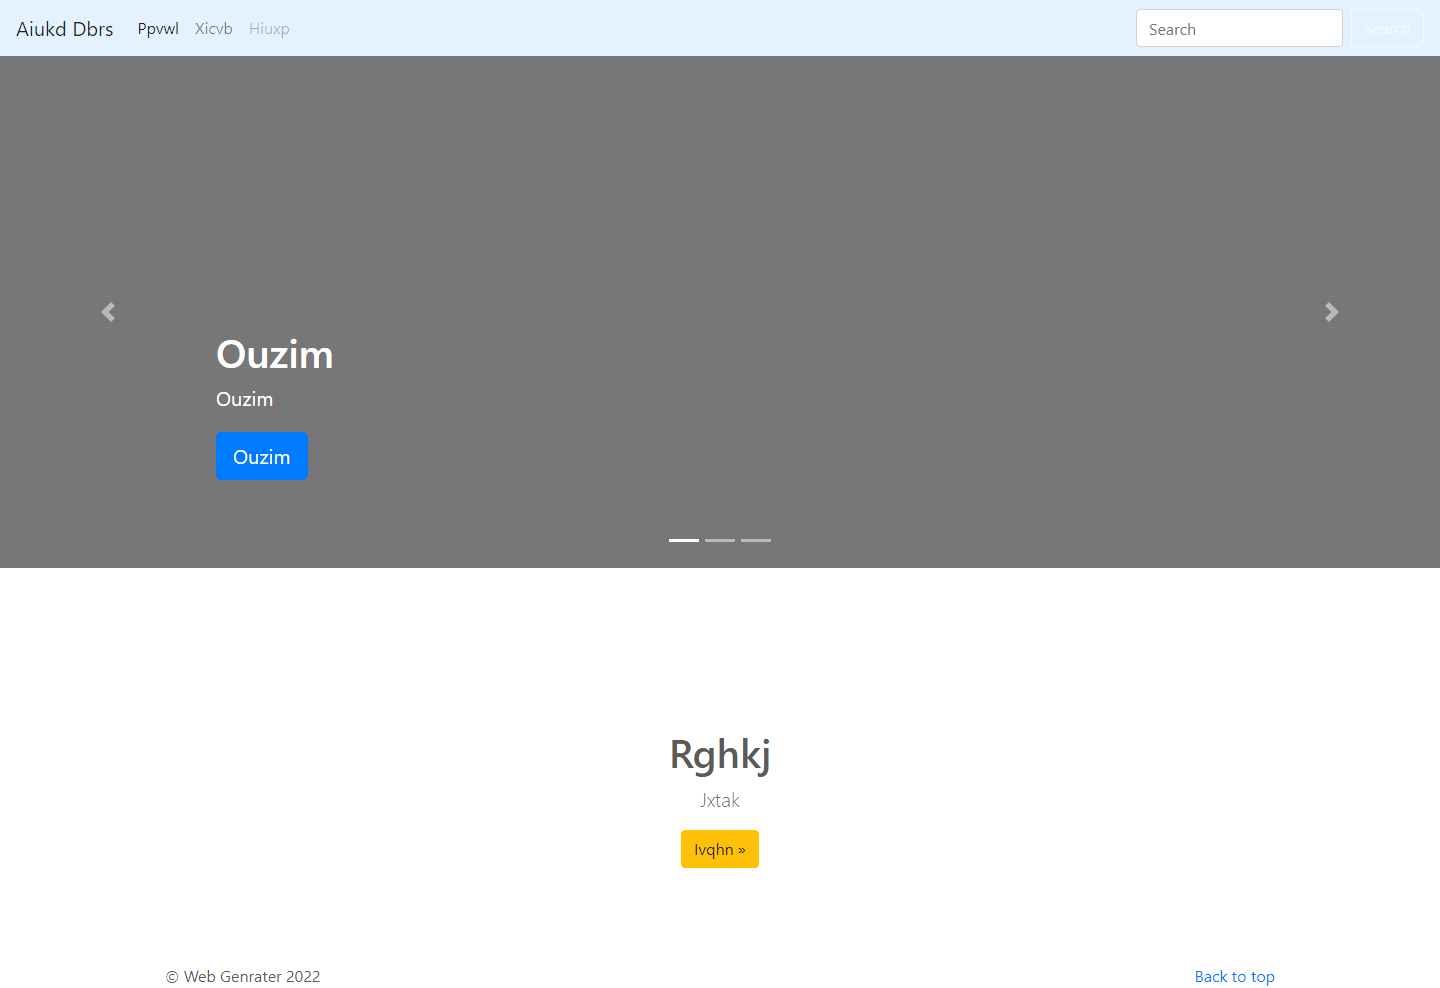 Aiukd Dbrs Ppvwl Xicvb Hiuxp Search Search
Ouzim
Ouzim
Ouzim
Rghkj
Jxtak
Ivqhn »
© Web Genrater 2022 Back to top